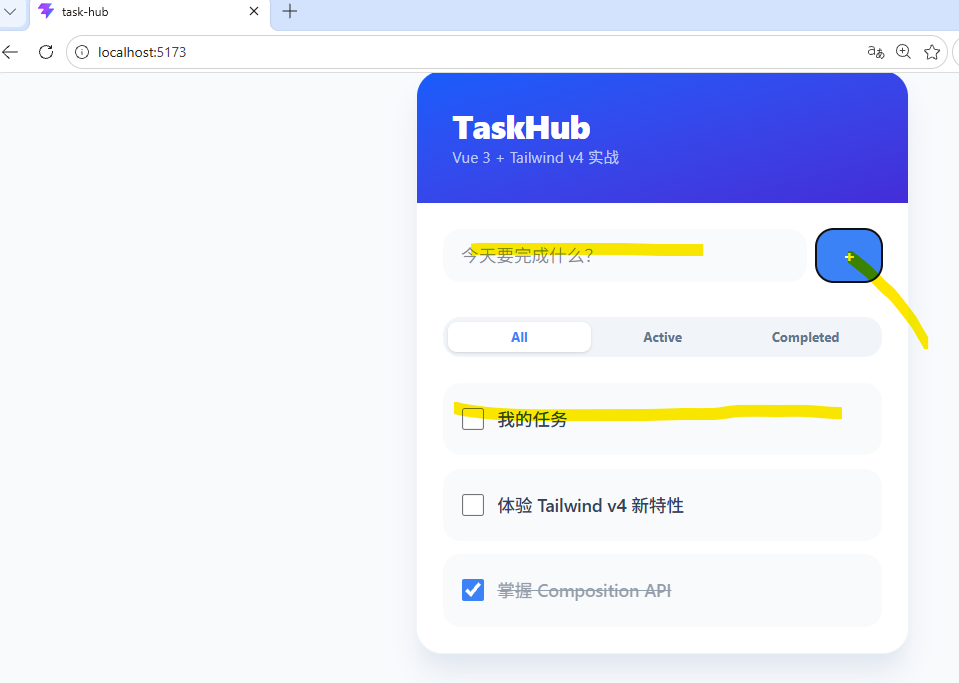 task-hub
localhost:5173
TaskHub
Vue 3 + Tailwind v4 实战
今天要完成什么?
+
All Active Completed
我的任务
体验 Tailwind v4 新特性
掌握 Composition API